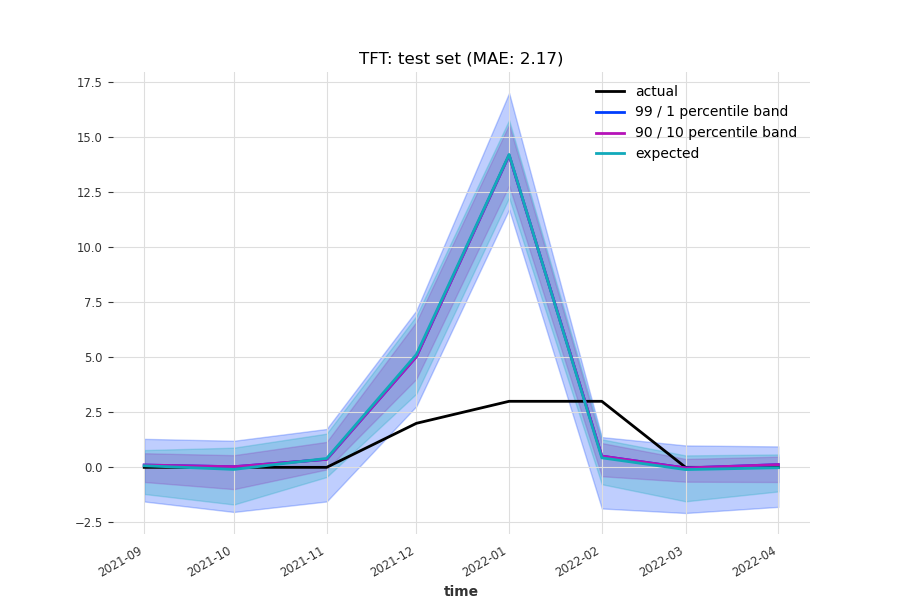 TFT: test set (MAE: 2.17)
17.5
15.0
12.5
10.0
7.5
5.0
2.5
0.0
−2.5
actual
99 / 1 percentile band
90 / 10 percentile band
expected
2021-09
2021-10
2021-11
2021-12
2022-01
2022-02
2022-03
2022-04
time